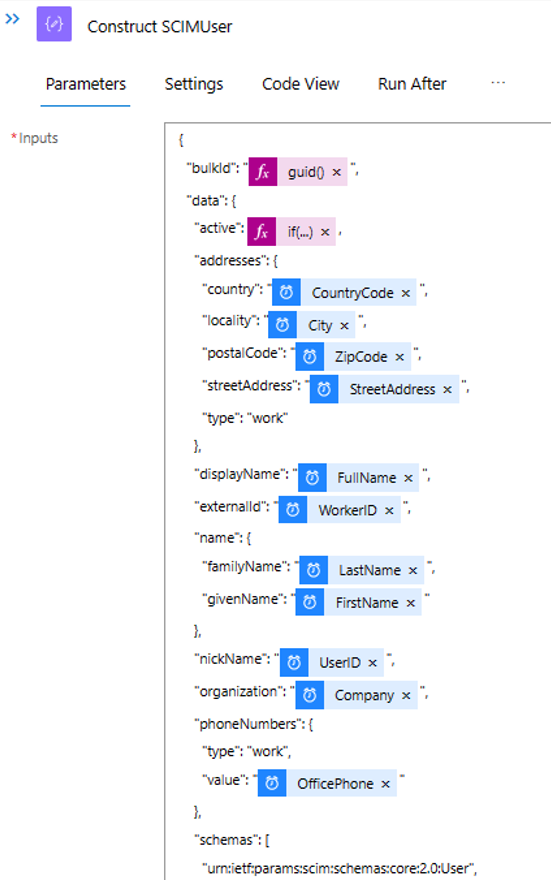 Construct SCIMUser
Parameters Settings Code View Run After ...
*Inputs
{
"bulkId": "fx guid() ×",
"data": {
"active": fx if(...) × ,
"addresses": {
"country": "CountryCode ×",
"locality": "City ×",
"postalCode": "ZipCode ×",
"streetAddress": "StreetAddress ×",
"type": "work"
},
"displayName": "FullName ×",
"externalId": "WorkerID ×",
"name": {
"familyName": "LastName ×",
"givenName": "FirstName ×"
},
"nickName": "UserID ×",
"organization": "Company ×",
"phoneNumbers": {
"type": "work",
"value": "OfficePhone ×"
},
"schemas": [
"urn:ietf:params:scim:schemas:core:2.0:User",